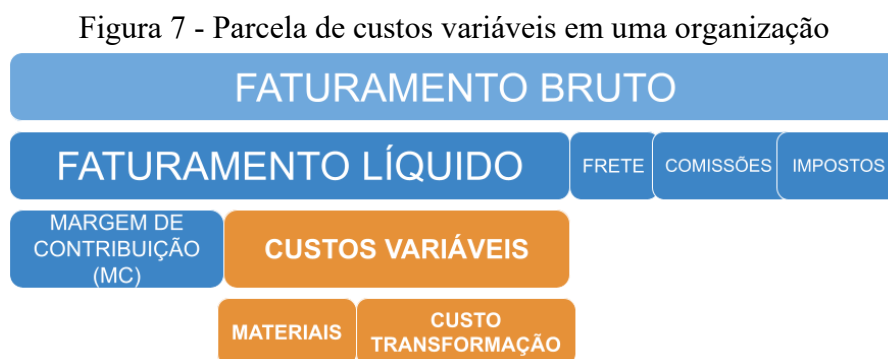 Figura 7 - Parcela de custos variáveis em uma organização
FATURAMENTO BRUTO
FATURAMENTO LÍQUIDO
FRETE
COMISSÕES
IMPOSTOS
MARGEM DE
CONTRIBUIÇÃO
(MC)
CUSTOS VARIÁVEIS
MATERIAIS
CUSTO
TRANSFORMAÇÃO